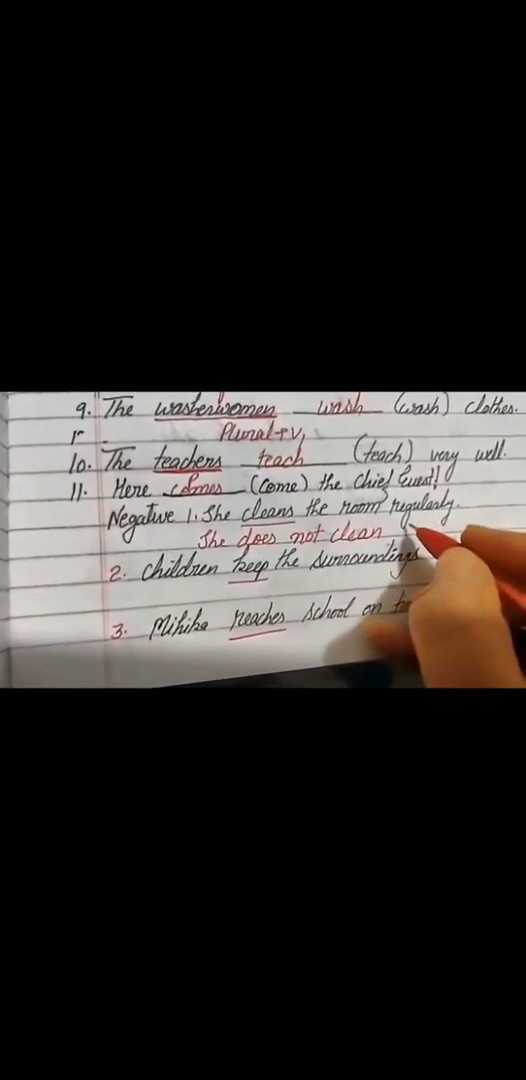 9. The washerwomen wash (wash) clothes.
Plural + V1
10. The teachers teach (teach) very well.
11. Here comes (come) the chief Guest!
Negative 1. She cleans the room regularly.
She does not clean
2. Children keep the surroundings
3. Mihika reaches school on